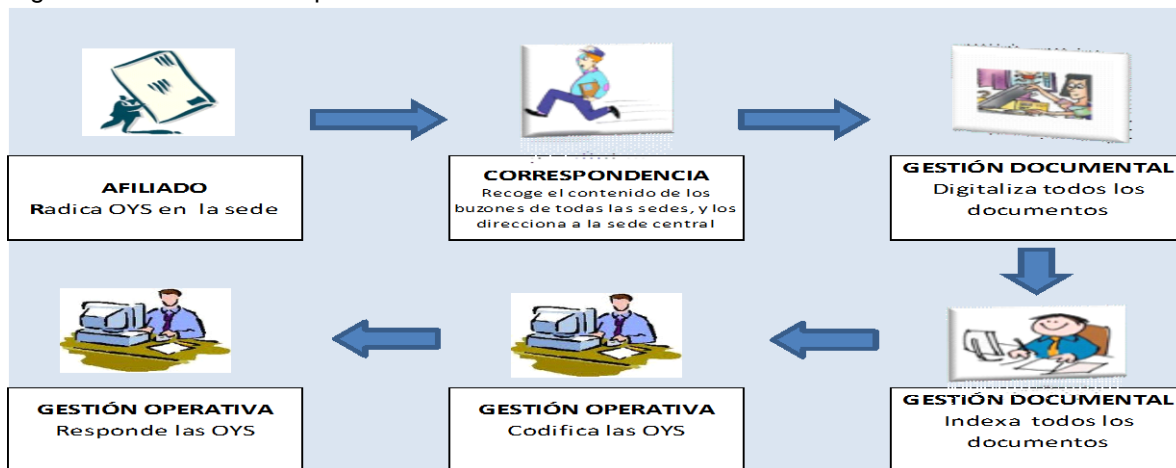 AFILIADO
Radica OYS en la sede
CORRESPONDENCIA
Recoge el contenido de los
buzones de todas las sedes, y los
direcciona a la sede central
GESTIÓN DOCUMENTAL
Digitaliza todos los
documentos
GESTIÓN DOCUMENTAL
Indexa todos los
documentos
GESTIÓN OPERATIVA
Codifica las OYS
GESTIÓN OPERATIVA
Responde las OYS